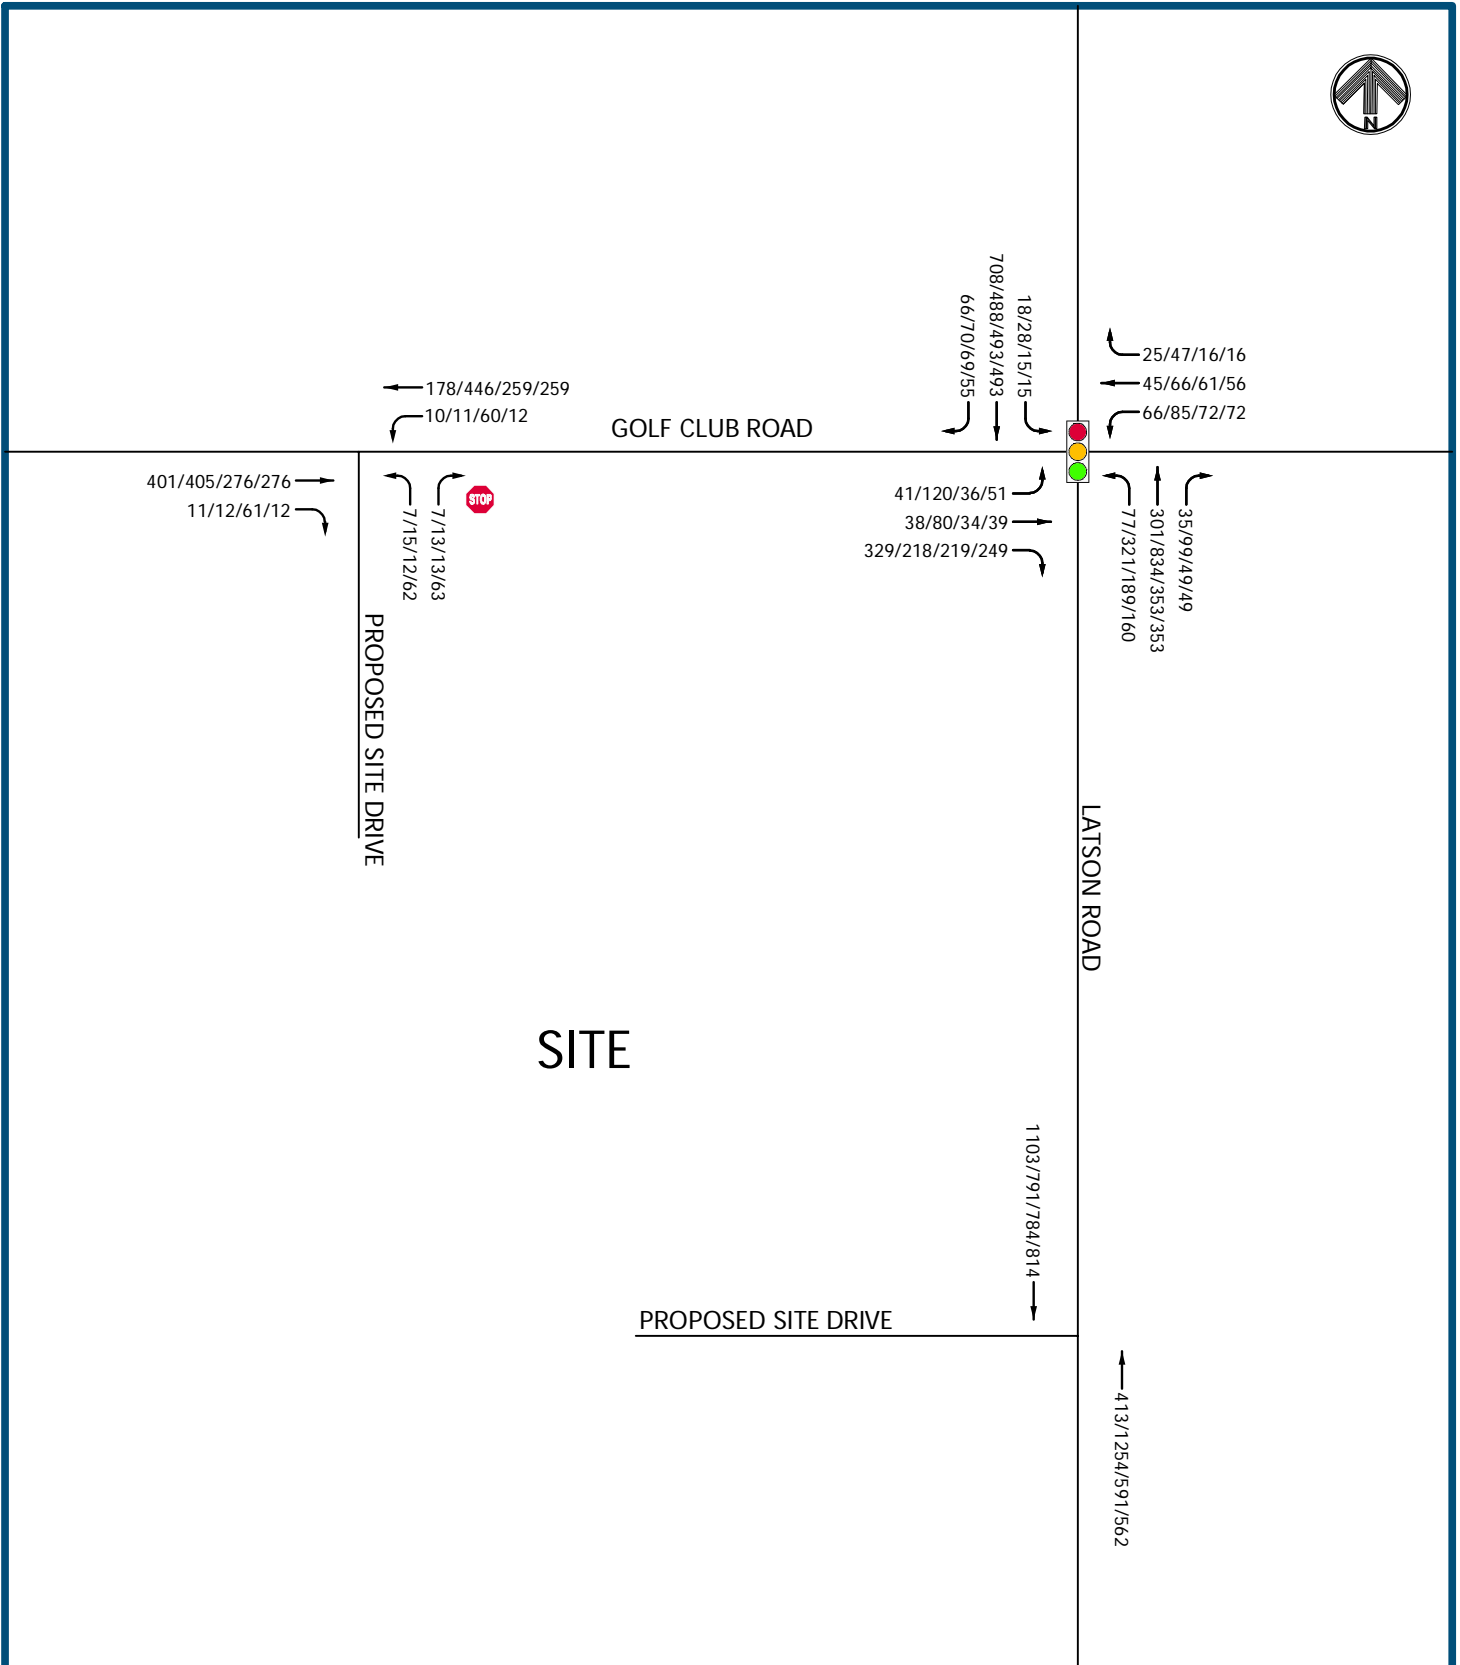 N
708/488/493/493
66/70/69/55
18/28/15/15
25/47/16/16
45/66/61/56
66/85/72/72
178/446/259/259
10/11/60/12
GOLF CLUB ROAD
401/405/276/276
11/12/61/12
STOP
7/15/12/62
7/13/13/63
41/120/36/51
38/80/34/39
329/218/219/249
77/321/189/160
301/834/353/353
35/99/49/49
PROPOSED SITE DRIVE
LATSON ROAD
SITE
1103/791/784/814
PROPOSED SITE DRIVE
413/1254/591/562